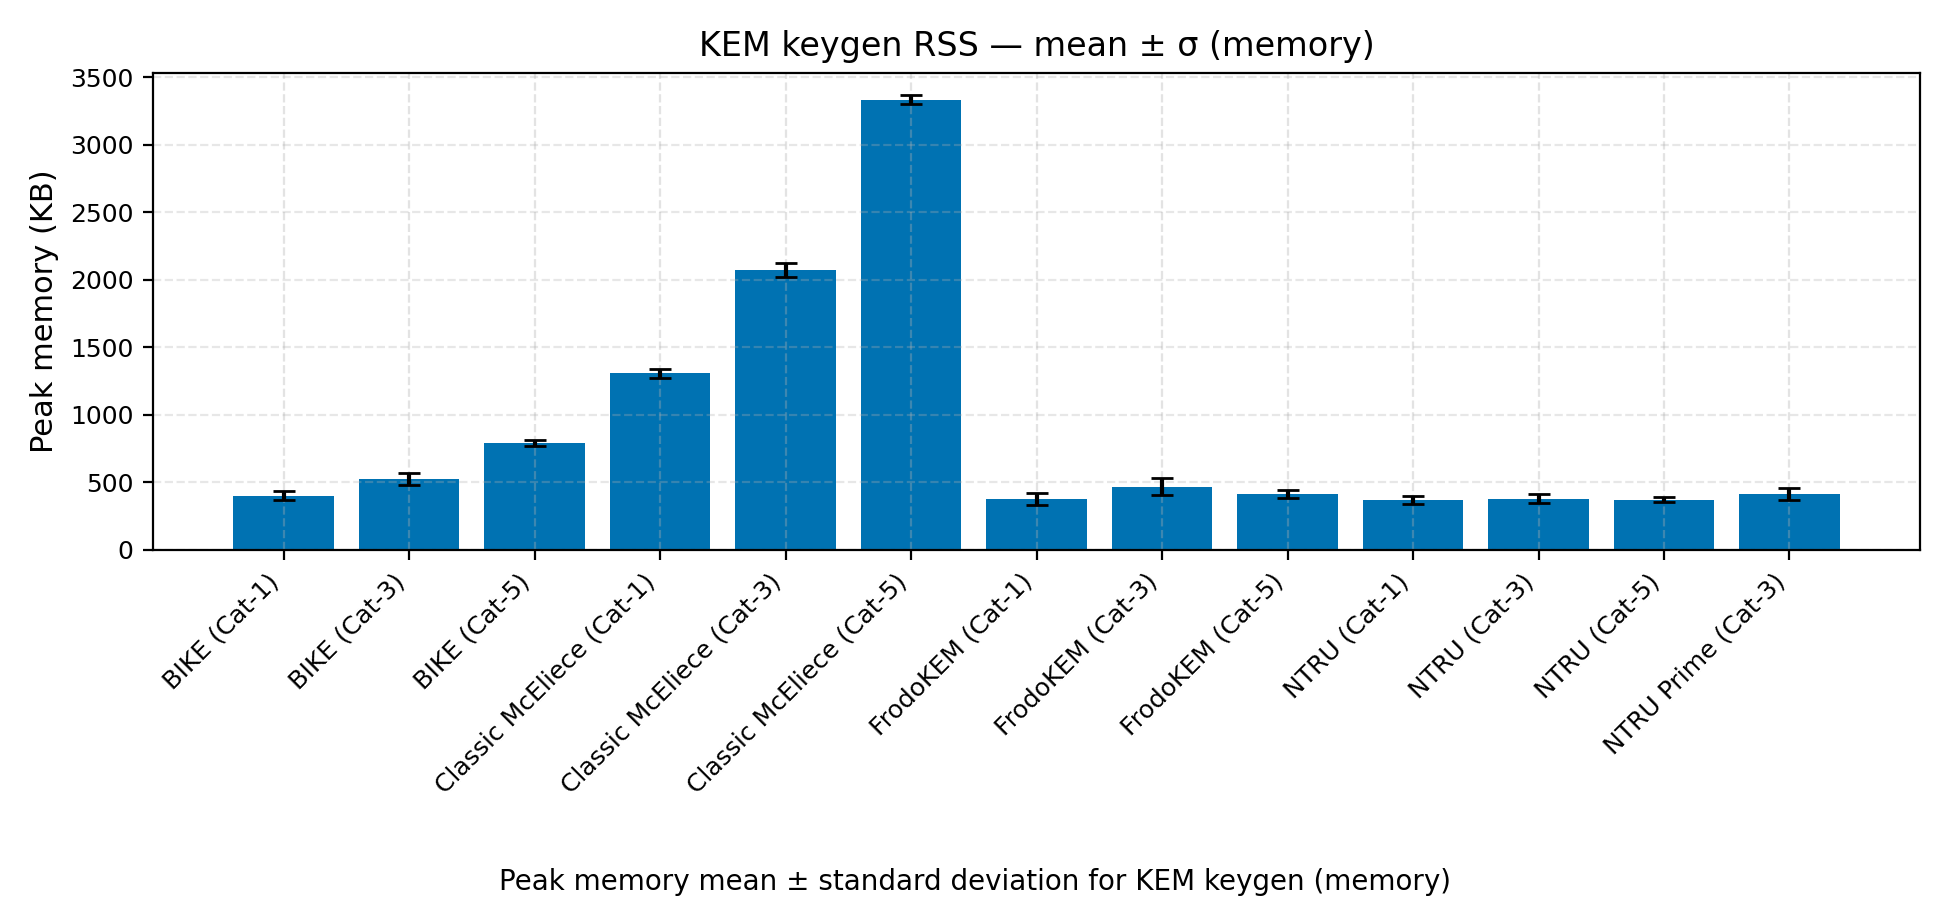 KEM keygen RSS — mean ± σ (memory)
Peak memory (KB)
3500
3000
2500
2000
1500
1000
500
0
BIKE (Cat-1)
BIKE (Cat-3)
BIKE (Cat-5)
Classic McEliece (Cat-1)
Classic McEliece (Cat-3)
Classic McEliece (Cat-5)
FrodoKEM (Cat-1)
FrodoKEM (Cat-3)
FrodoKEM (Cat-5)
NTRU (Cat-1)
NTRU (Cat-3)
NTRU (Cat-5)
NTRU Prime (Cat-3)
Peak memory mean ± standard deviation for KEM keygen (memory)